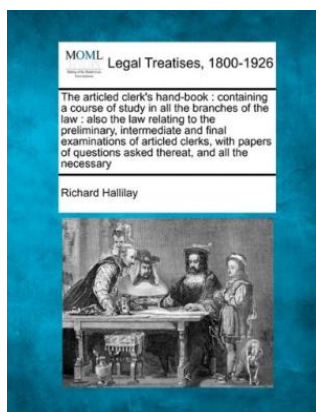 MOML Legal Treatises, 1800-1926
The articled clerk's hand-book : containing
a course of study in all the branches of the
law : also the law relating to the
preliminary, intermediate and final
examinations of articled clerks, with papers
of questions asked thereat, and all the
necessary
Richard Hallilay